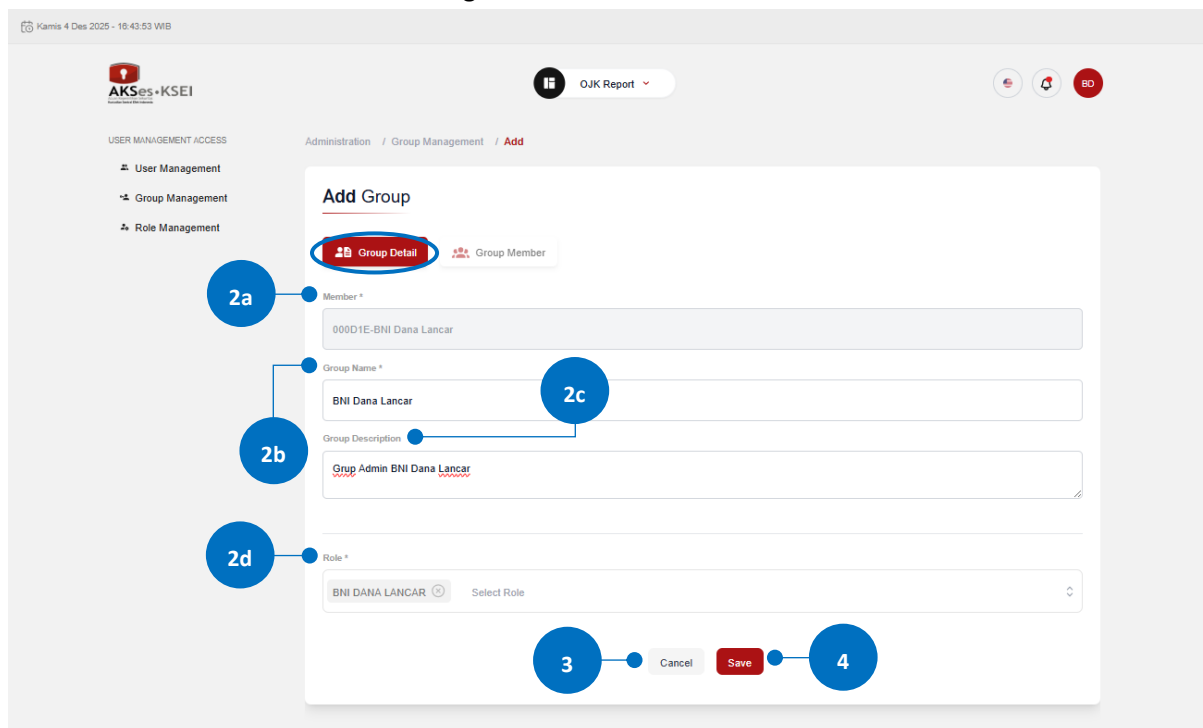 Kamis 4 Des 2025 - 16:43:53 WIB
AKSes•KSEI
OJK Report
BD
USER MANAGEMENT ACCESS
User Management
Group Management
Role Management
Administration / Group Management / Add
Add Group
Group Detail
Group Member
2a
Member *
000D1E-BNI Dana Lancar
Group Name *
2c
BNI Dana Lancar
2b
Group Description
Grup Admin BNI Dana Lancar
2d
Role *
BNI DANA LANCAR
Select Role
3
Cancel
Save
4